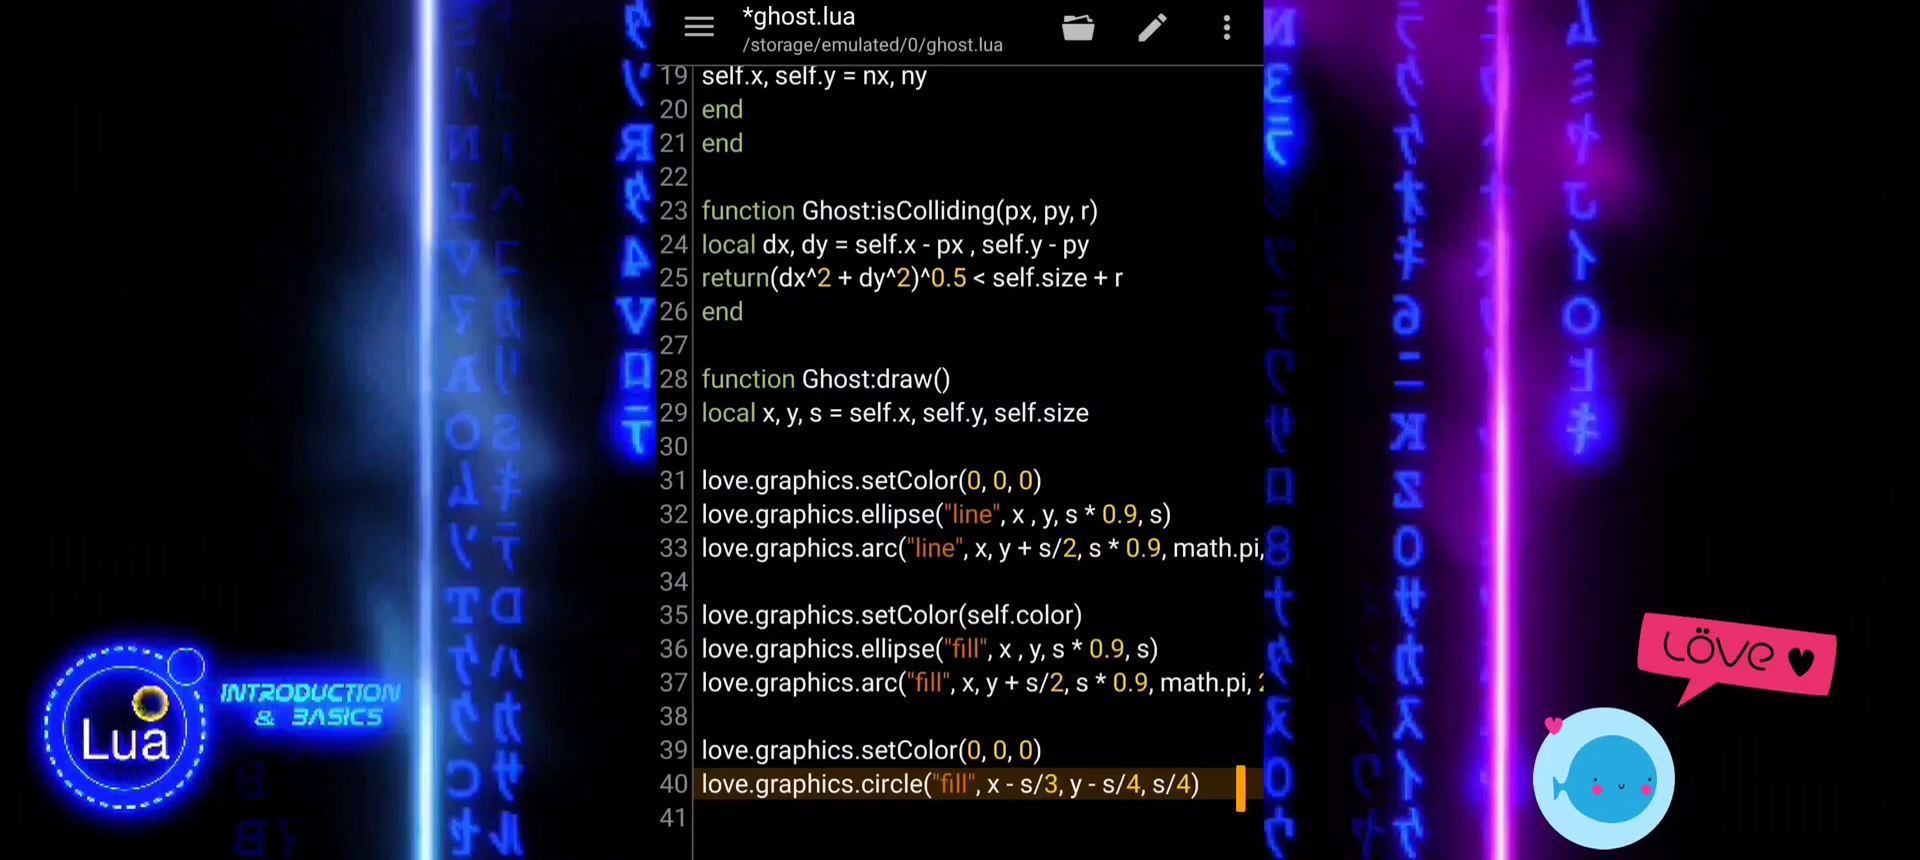 *ghost.lua
/storage/emulated/0/ghost.lua
19 self.x, self.y = nx, ny
20 end
21 end
22
23 function Ghost:isColliding(px, py, r)
24 local dx, dy = self.x - px , self.y - py
25 return(dx^2 + dy^2)^0.5 < self.size + r
26 end
27
28 function Ghost:draw()
29 local x, y, s = self.x, self.y, self.size
30
31 love.graphics.setColor(0, 0, 0)
32 love.graphics.ellipse("line", x , y, s * 0.9, s)
33 love.graphics.arc("line", x, y + s/2, s * 0.9, math.pi,
34
35 love.graphics.setColor(self.color)
36 love.graphics.ellipse("fill", x , y, s * 0.9, s)
37 love.graphics.arc("fill", x, y + s/2, s * 0.9, math.pi,
38
39 love.graphics.setColor(0, 0, 0)
40 love.graphics.circle("fill", x - s/3, y - s/4, s/4)
41
Lua
INTRODUCTION
& BASICS
LÖVE